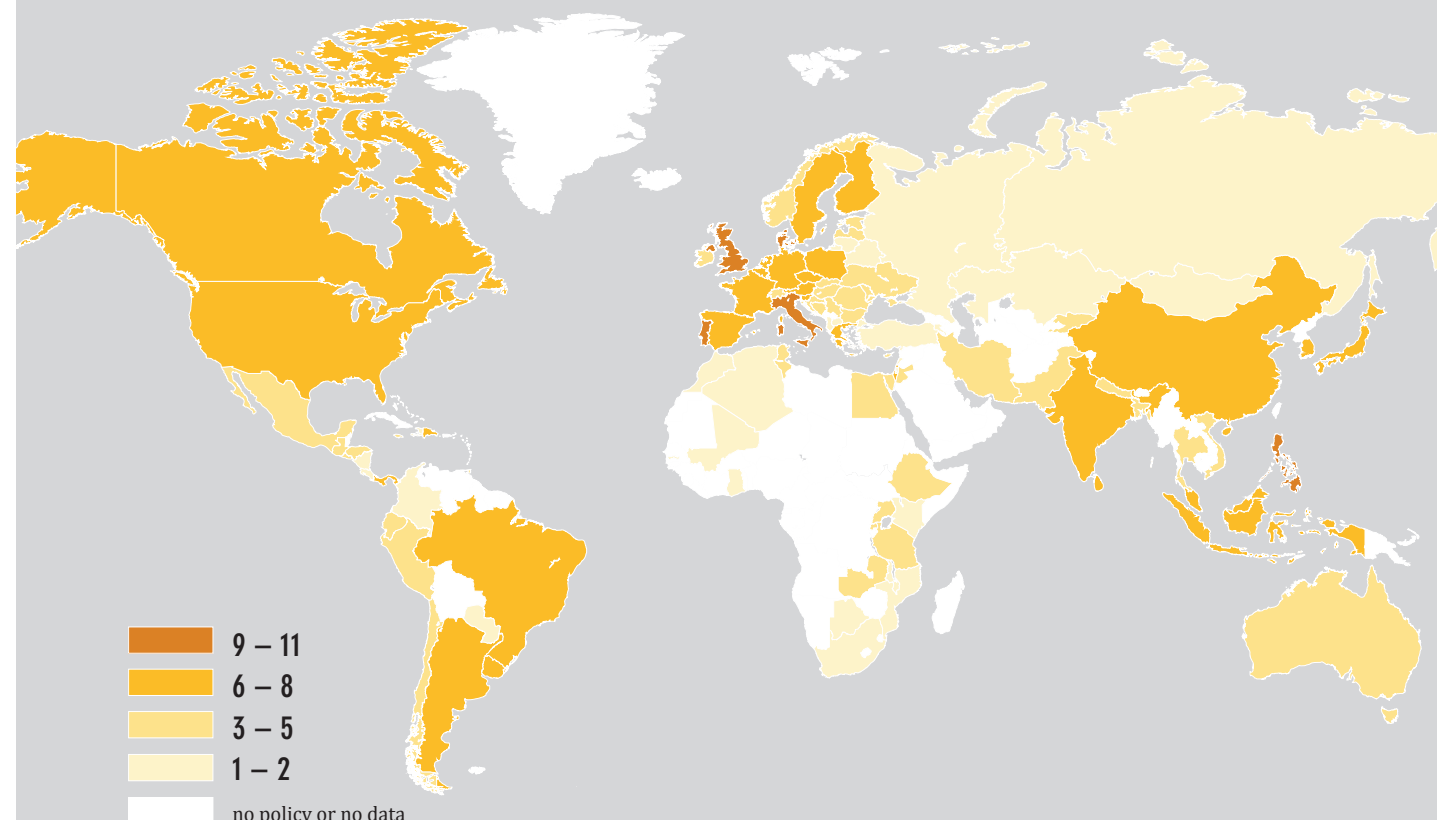 9 – 11
6 – 8
3 – 5
1 – 2
no policy or no data